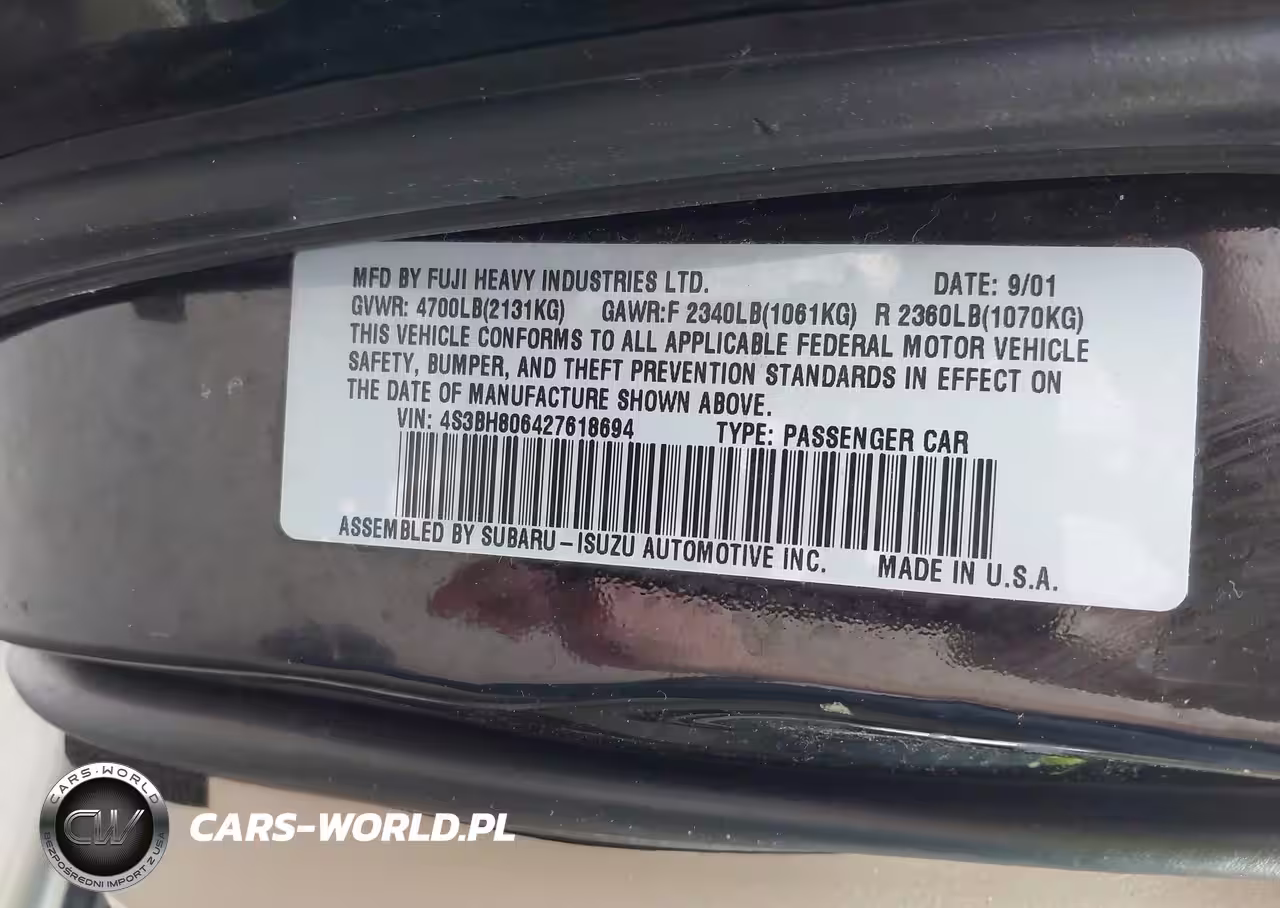 MFD BY FUJI HEAVY INDUSTRIES LTD. DATE: 9/01
GVWR: 4700LB(2131KG) GAWR:F 2340LB(1061KG) R 2360LB(1070KG)
THIS VEHICLE CONFORMS TO ALL APPLICABLE FEDERAL MOTOR VEHICLE
SAFETY, BUMPER, AND THEFT PREVENTION STANDARDS IN EFFECT ON
THE DATE OF MANUFACTURE SHOWN ABOVE.
VIN: 4S3BH806427618694 TYPE: PASSENGER CAR
ASSEMBLED BY SUBARU-ISUZU AUTOMOTIVE INC. MADE IN U.S.A.
CARS-WORLD
CW
BEZPOŚREDNI IMPORT Z USA
CARS-WORLD.PL